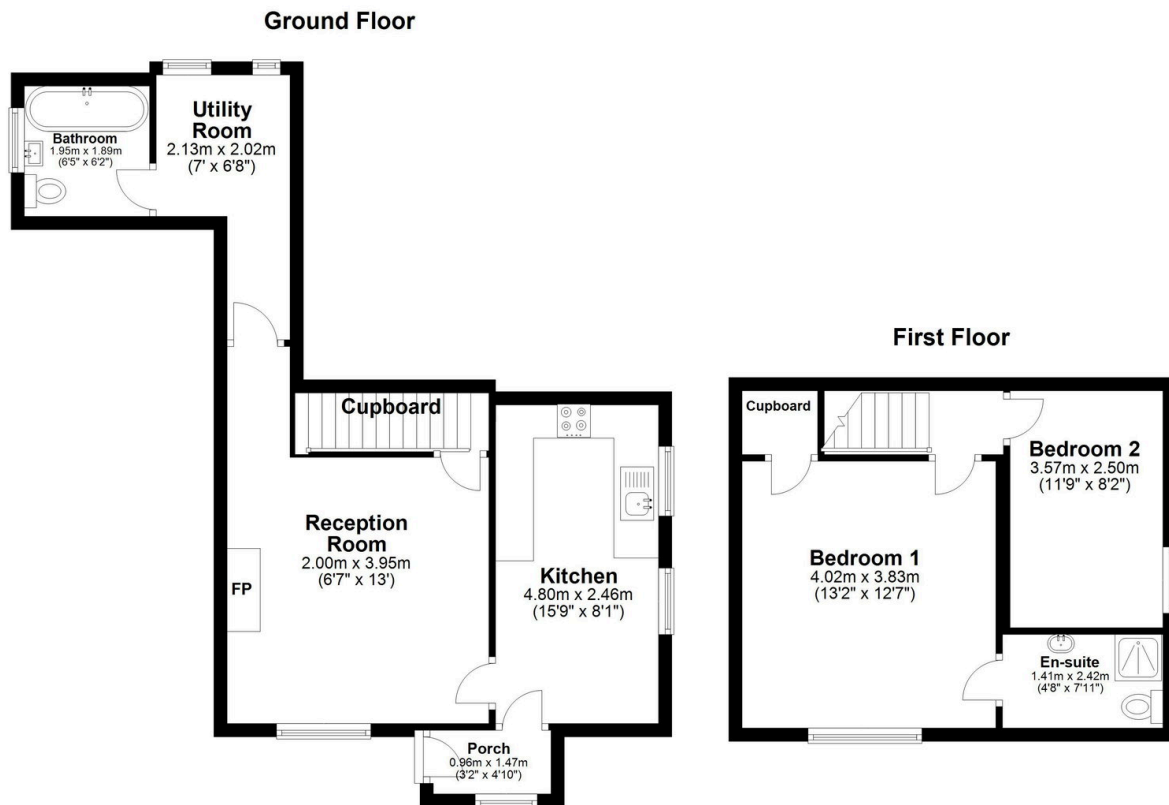 Ground Floor
Utility
Room
2.13m x 2.02m
(7' x 6'8")
Bathroom
1.95m x 1.89m
(6'5" x 6'2")
Cupboard
Reception
Room
2.00m x 3.95m
(6'7" x 13')
FP
Kitchen
4.80m x 2.46m
(15'9" x 8'1")
Porch
0.96m x 1.47m
(3'2" x 4'10")
First Floor
Cupboard
Bedroom 2
3.57m x 2.50m
(11'9" x 8'2")
Bedroom 1
4.02m x 3.83m
(13'2" x 12'7")
En-suite
1.41m x 2.42m
(4'8" x 7'11")